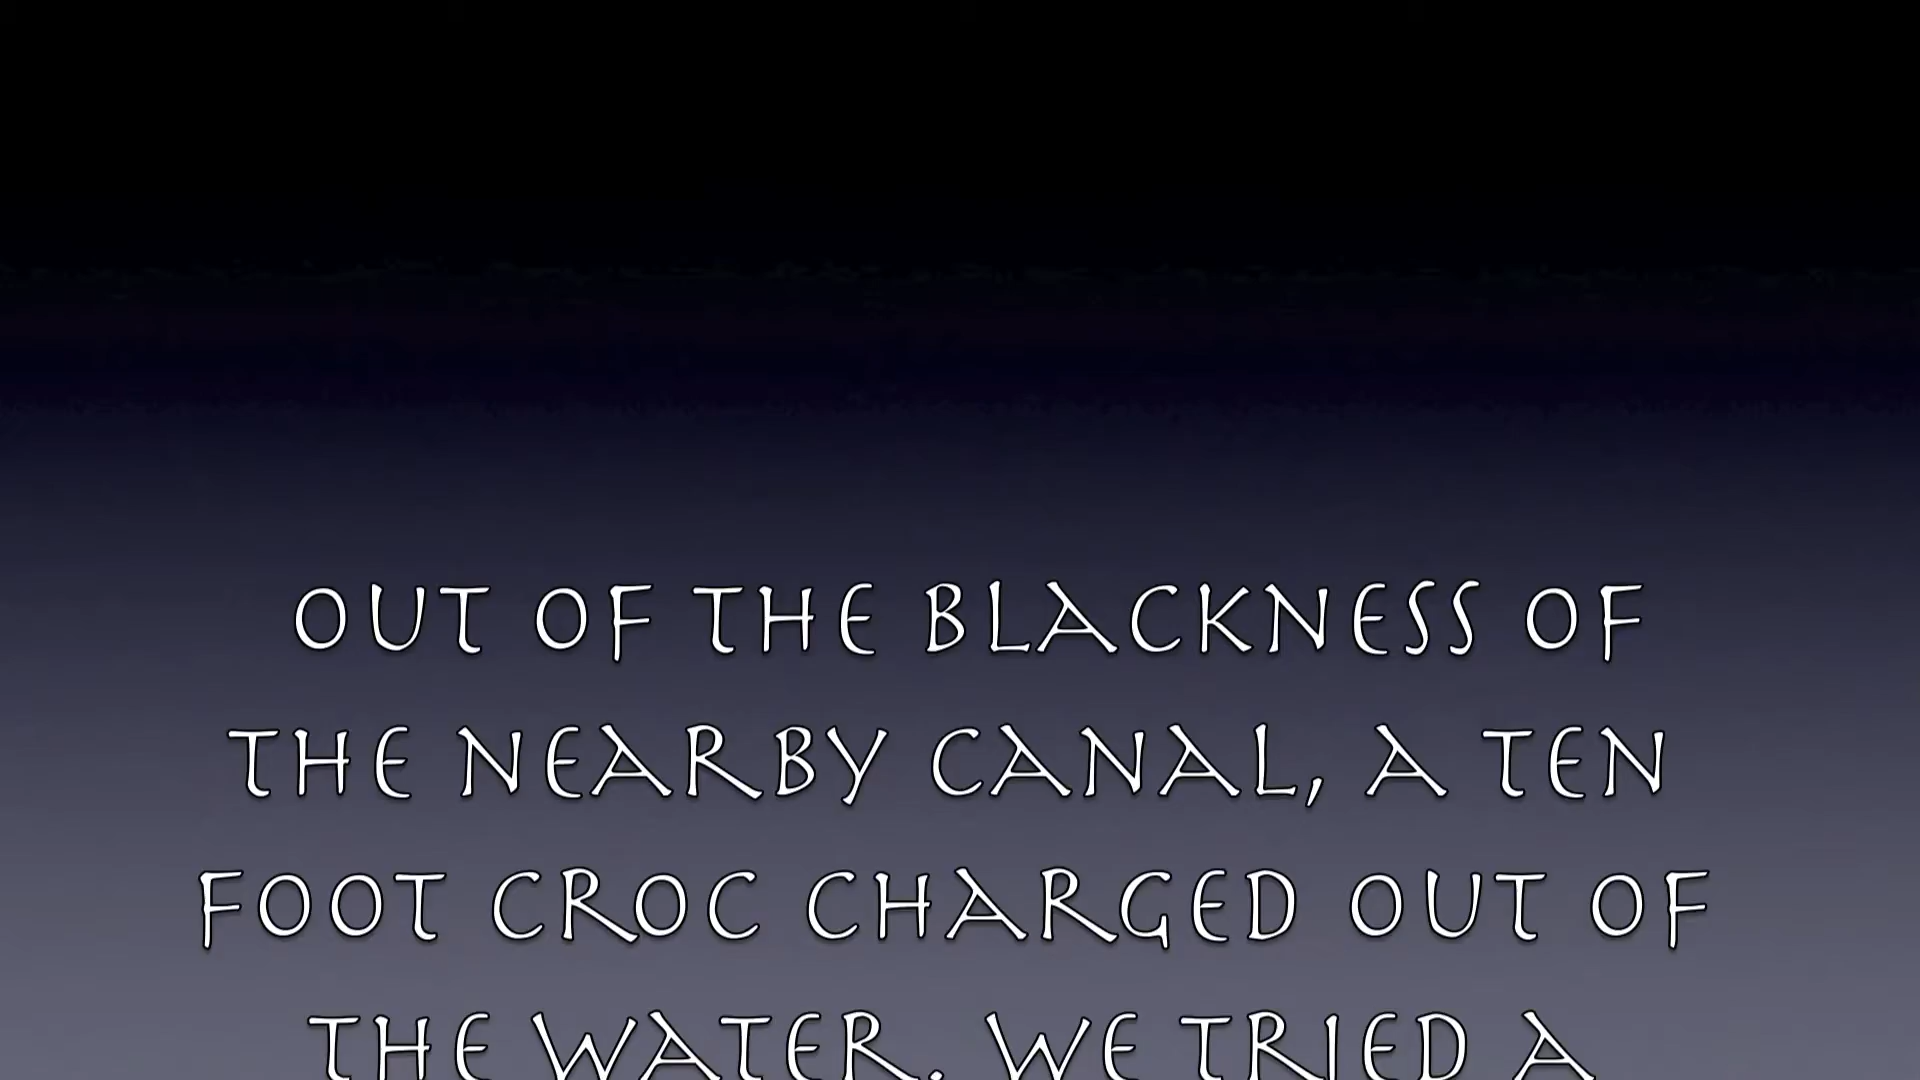 OUT OF THE BLACKNESS OF
THE NEARBY CANAL, A TEN
FOOT CROC CHARGED OUT OF
THE WATER. WE TRIED A